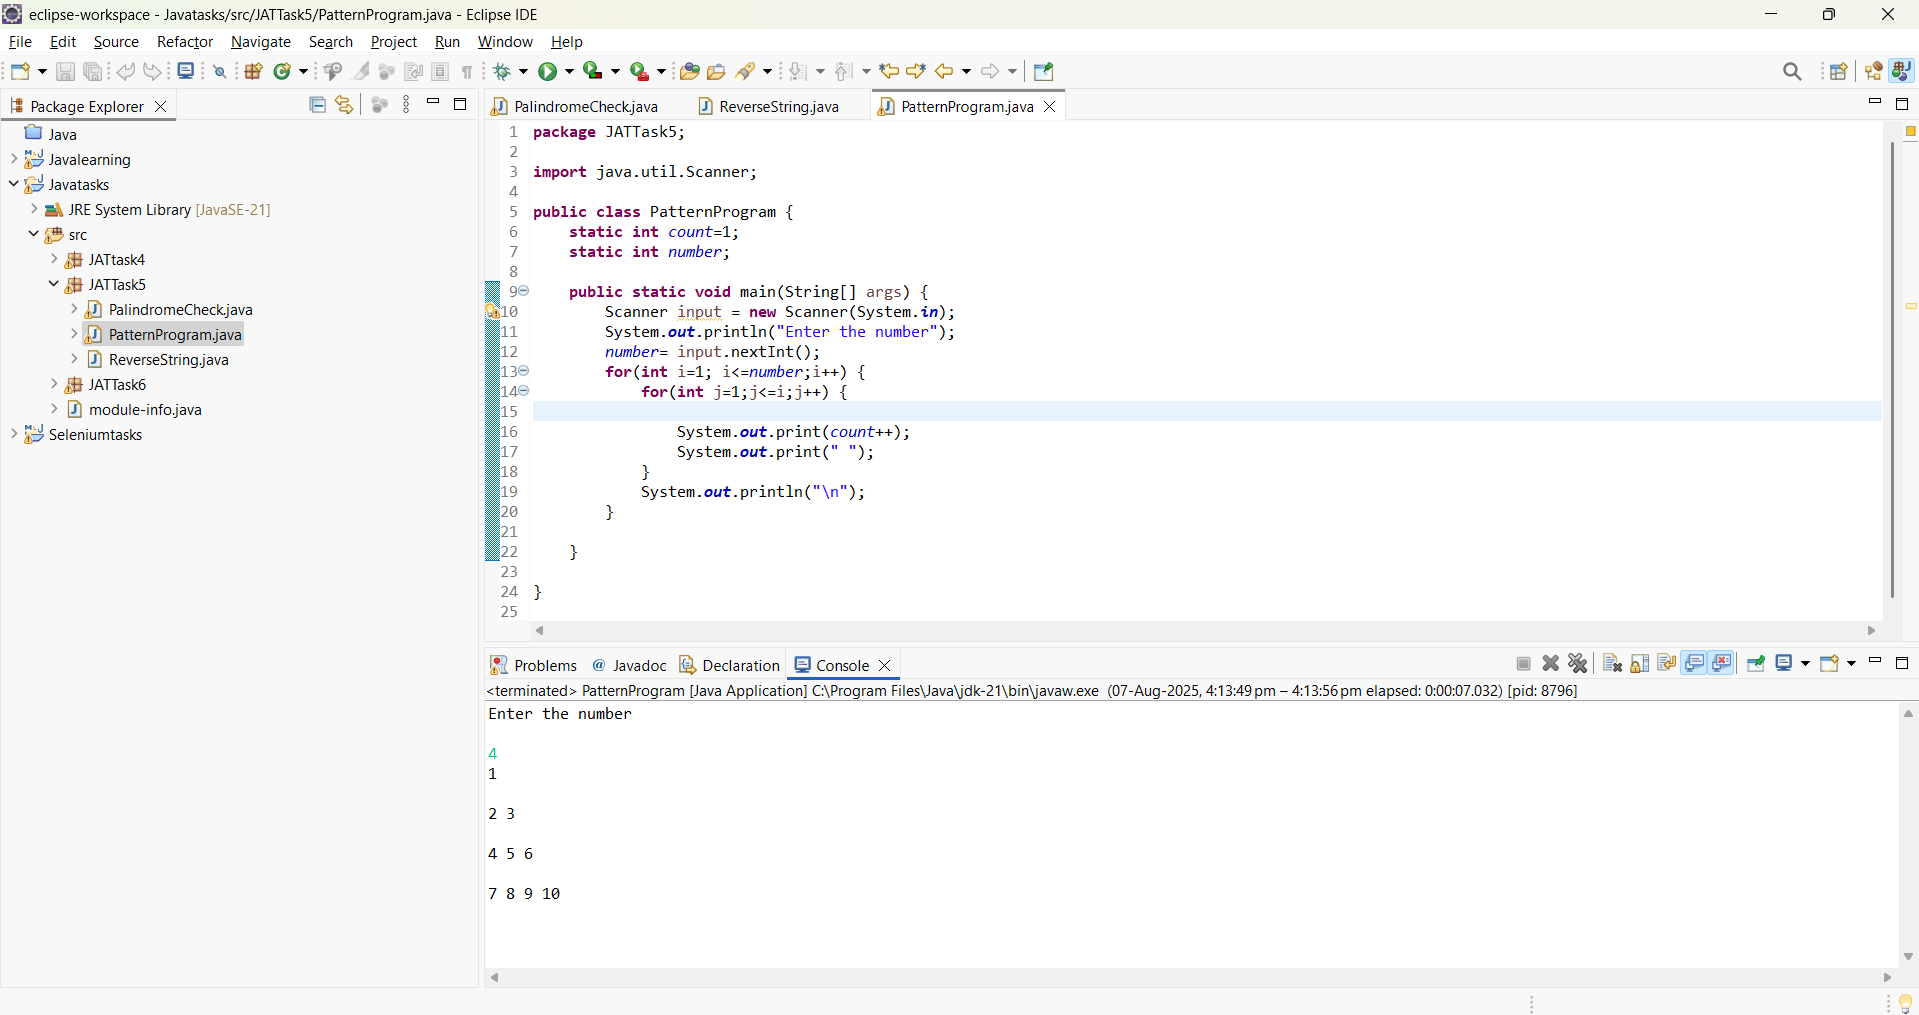 eclipse-workspace - Javatasks/src/JATTask5/PatternProgram.java - Eclipse IDE
File Edit Source Refactor Navigate Search Project Run Window Help
Package Explorer
Java
Javalearning
Javatasks
JRE System Library [JavaSE-21]
src
JATtask4
JATTask5
PalindromeCheck.java
PatternProgram.java
ReverseString.java
JATTask6
module-info.java
Seleniumtasks
PalindromeCheck.java ReverseString.java PatternProgram.java
1 package JATTask5;
2
3 import java.util.Scanner;
4
5 public class PatternProgram {
6 static int count=1;
7 static int number;
8
9 public static void main(String[] args) {
10 Scanner input = new Scanner(System.in);
11 System.out.println("Enter the number");
12 number= input.nextInt();
13 for(int i=1; i<=number;i++) {
14 for(int j=1;j<=i;j++) {
15
16 System.out.print(count++);
17 System.out.print(" ");
18 }
19 System.out.println("\n");
20 }
21
22 }
23
24 }
25
Problems Javadoc Declaration Console
<terminated> PatternProgram [Java Application] C:\Program Files\Java\jdk-21\bin\javaw.exe (07-Aug-2025, 4:13:49 pm – 4:13:56 pm elapsed: 0:00:07.032) [pid: 8796]
Enter the number
4
1
2 3
4 5 6
7 8 9 10